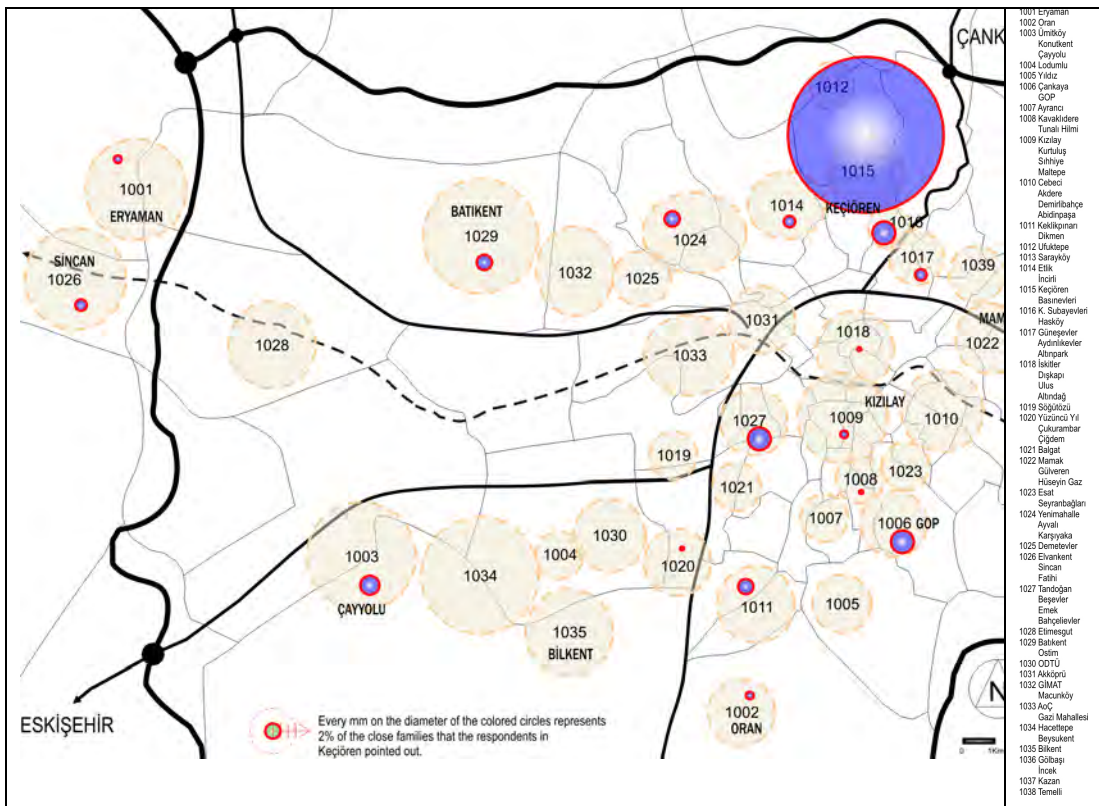 ÇANK
1012
1015
1001
ERYAMAN
BATIKENT
1029
1014
KEÇİÖREN
1016
1024
SİNCAN
1026
1017
1039
1032
1025
MAM
1031
1018
1022
1028
1033
KIZILAY
1027
1009
1010
1019
1008
1023
1021
1007
1006 GOP
1003
1004
1030
1020
1034
ÇAYYOLU
1011
1005
1035
BİLKENT
1002
ORAN
ESKİŞEHİR
Every mm on the diameter of the colored circles represents
2% of the close families that the respondents in
Keçiören pointed out.
N
0 1Km
1001 Eryaman
1002 Oran
1003 Ümitköy
Konutkent
Çayyolu
1004 Lodumlu
1005 Yıldız
1006 Çankaya
GOP
1007 Ayrancı
1008 Kavaklıdere
Tunalı Hilmi
1009 Kızılay
Kurtuluş
Sıhhiye
Maltepe
1010 Cebeci
Akdere
Demirlibahçe
Abidinpaşa
1011 Keklikpınarı
Dikmen
1012 Ufuktepe
1013 Sarayköy
1014 Etlik
İncirli
1015 Keçiören
Basınevleri
1016 K. Subayevleri
Hasköy
1017 Güneşevler
Aydınlıkevler
Altınpark
1018 İskitler
Dışkapı
Ulus
Altındağ
1019 Söğütözü
1020 Yüzüncü Yıl
Çukurambar
Çiğdem
1021 Balgat
1022 Mamak
Gülveren
Hüseyin Gaz
1023 Esat
Seyranbağları
1024 Yenimahalle
Ayvalı
Karşıyaka
1025 Demetevler
1026 Elvankent
Sincan
Fatihi
1027 Tandoğan
Beşevler
Emek
Bahçelievler
1028 Etimesgut
1029 Batıkent
Ostim
1030 ODTÜ
1031 Akköprü
1032 GİMAT
Macunköy
1033 AoÇ
Gazi Mahallesi
1034 Hacettepe
Beysukent
1035 Bilkent
1036 Gölbaşı
İncek
1037 Kazan
1038 Temelli